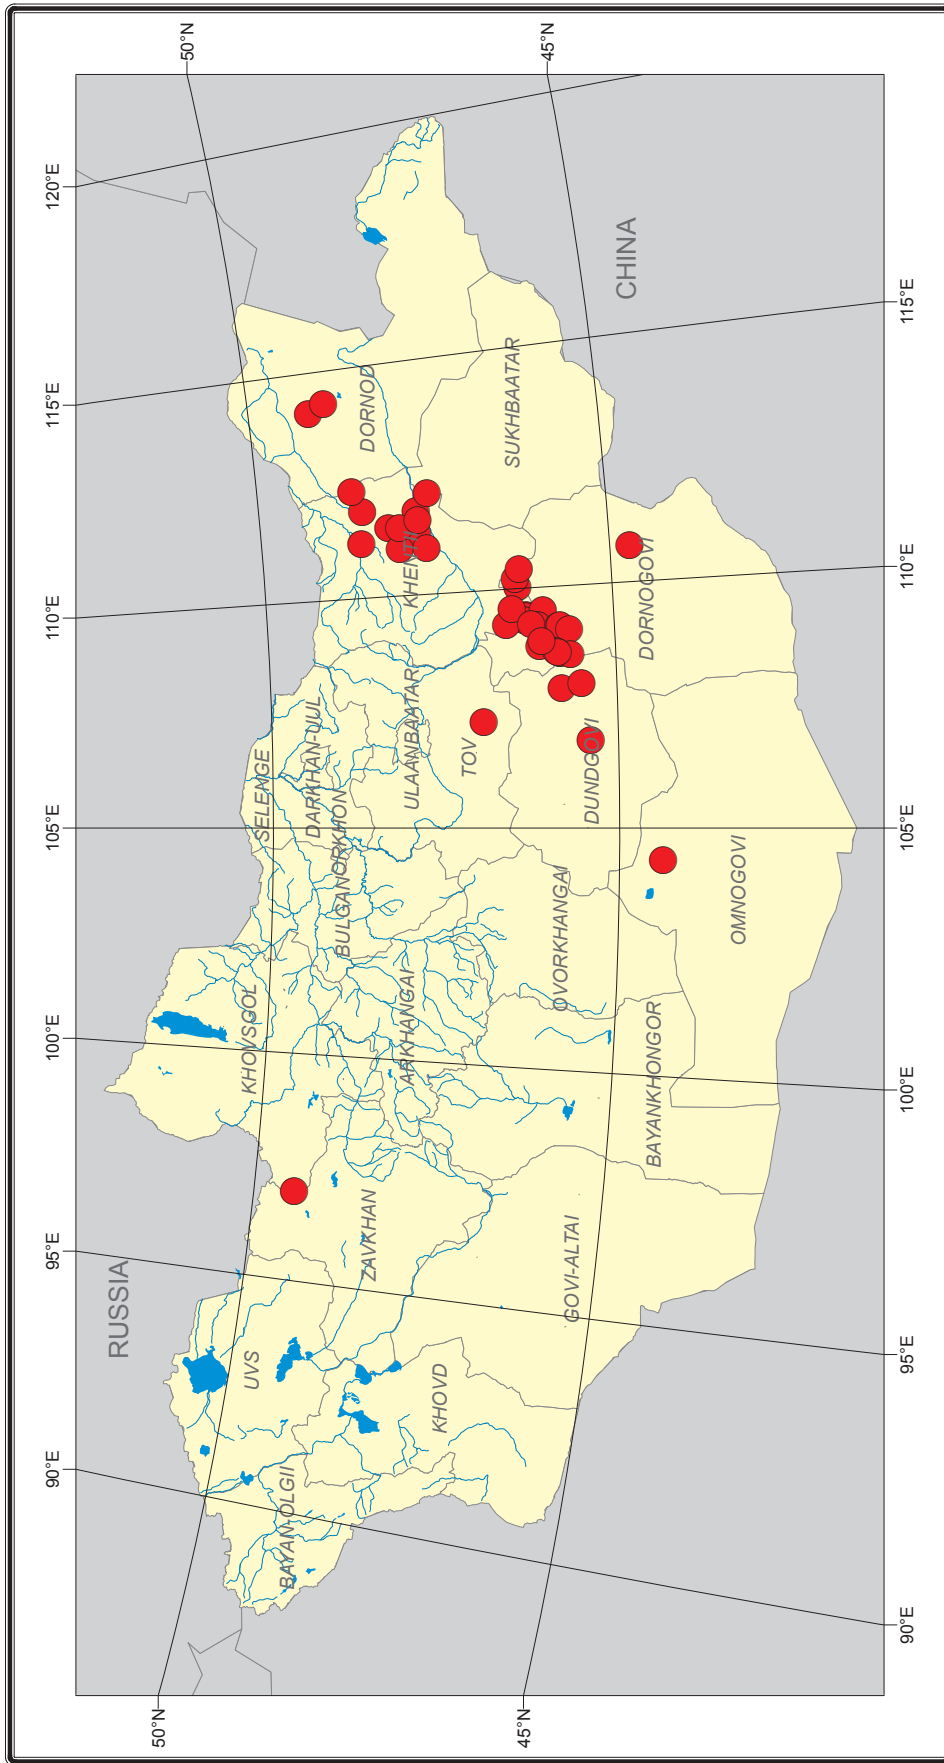 90°E
95°E
100°E
105°E
110°E
115°E
120°E
RUSSIA
50°N
50°N
KHOVSGOL
UVS
SELENGE
BAYAN-OLGII
DARKHAN-UUL
BULGAN
ORKHON
ZAVKHAN
DORNOD
ARKHANGAI
ULAANBAATAR
KHENTII
KHOVD
TOV
SUKHBAATAR
45°N
45°N
GOVI-ALTAI
OVORKHANGAI
DUNDGOVI
CHINA
BAYANKHONGOR
DORNOGOVI
OMNOGOVI
90°E
95°E
100°E
105°E
110°E
115°E